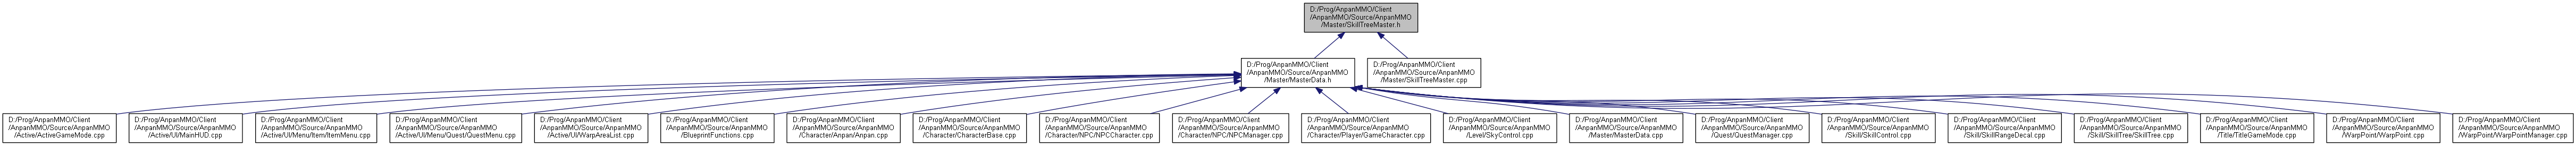 D:/Prog/AnpanMMO/Client
/AnpanMMO/Source/AnpanMMO
/Master/SkillTreeMaster.h
D:/Prog/AnpanMMO/Client
/AnpanMMO/Source/AnpanMMO
/Master/MasterData.h
D:/Prog/AnpanMMO/Client
/AnpanMMO/Source/AnpanMMO
/Master/SkillTreeMaster.cpp
D:/Prog/AnpanMMO/Client
/AnpanMMO/Source/AnpanMMO
/Active/ActiveGameMode.cpp
D:/Prog/AnpanMMO/Client
/AnpanMMO/Source/AnpanMMO
/Active/UI/MainHUD.cpp
D:/Prog/AnpanMMO/Client
/AnpanMMO/Source/AnpanMMO
/Active/UI/Menu/Item/ItemMenu.cpp
D:/Prog/AnpanMMO/Client
/AnpanMMO/Source/AnpanMMO
/Active/UI/Menu/Quest/QuestMenu.cpp
D:/Prog/AnpanMMO/Client
/AnpanMMO/Source/AnpanMMO
/Active/UI/WarpAreaList.cpp
D:/Prog/AnpanMMO/Client
/AnpanMMO/Source/AnpanMMO
/BlueprintFunctions.cpp
D:/Prog/AnpanMMO/Client
/AnpanMMO/Source/AnpanMMO
/Character/Anpan/Anpan.cpp
D:/Prog/AnpanMMO/Client
/AnpanMMO/Source/AnpanMMO
/Character/CharacterBase.cpp
D:/Prog/AnpanMMO/Client
/AnpanMMO/Source/AnpanMMO
/Character/NPC/NPCCharacter.cpp
D:/Prog/AnpanMMO/Client
/AnpanMMO/Source/AnpanMMO
/Character/NPC/NPCManager.cpp
D:/Prog/AnpanMMO/Client
/AnpanMMO/Source/AnpanMMO
/Character/Player/GameCharacter.cpp
D:/Prog/AnpanMMO/Client
/AnpanMMO/Source/AnpanMMO
/Level/SkyControl.cpp
D:/Prog/AnpanMMO/Client
/AnpanMMO/Source/AnpanMMO
/Master/MasterData.cpp
D:/Prog/AnpanMMO/Client
/AnpanMMO/Source/AnpanMMO
/Quest/QuestManager.cpp
D:/Prog/AnpanMMO/Client
/AnpanMMO/Source/AnpanMMO
/Skill/SkillControl.cpp
D:/Prog/AnpanMMO/Client
/AnpanMMO/Source/AnpanMMO
/Skill/SkillRangeDecal.cpp
D:/Prog/AnpanMMO/Client
/AnpanMMO/Source/AnpanMMO
/Skill/SkillTree/SkillTree.cpp
D:/Prog/AnpanMMO/Client
/AnpanMMO/Source/AnpanMMO
/Title/TitleGameMode.cpp
D:/Prog/AnpanMMO/Client
/AnpanMMO/Source/AnpanMMO
/WarpPoint/WarpPoint.cpp
D:/Prog/AnpanMMO/Client
/AnpanMMO/Source/AnpanMMO
/WarpPoint/WarpPointManager.cpp